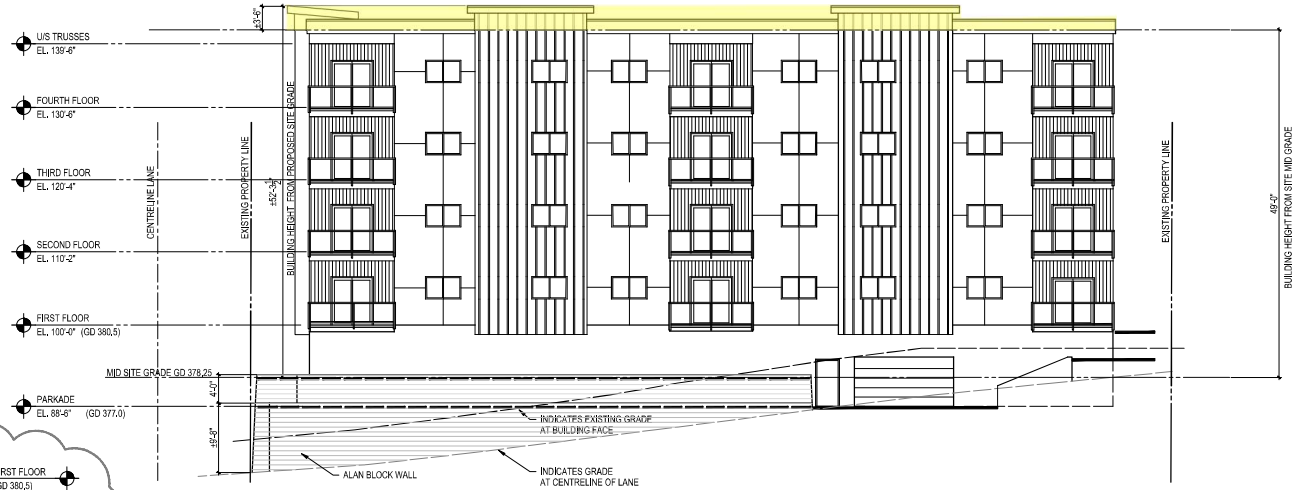 ±3'-6"
U/S TRUSSES
EL. 139'-6"
FOURTH FLOOR
EL. 130'-6"
THIRD FLOOR
EL. 120'-4"
SECOND FLOOR
EL. 110'-2"
FIRST FLOOR
EL. 100'-0" (GD 380.5)
MID SITE GRADE GD 378.25
PARKADE
EL. 88'-6" (GD 377.0)
RST FLOOR
GD 380.5)
CENTRELINE LANE
EXISTING PROPERTY LINE
±52'-3 1/2"
BUILDING HEIGHT FROM PROPOSED SITE GRADE
4'-0"
±9'-8"
INDICATES EXISTING GRADE
AT BUILDING FACE
ALAN BLOCK WALL
INDICATES GRADE
AT CENTRELINE OF LANE
EXISTING PROPERTY LINE
49'-0"
BUILDING HEIGHT FROM SITE MID GRADE